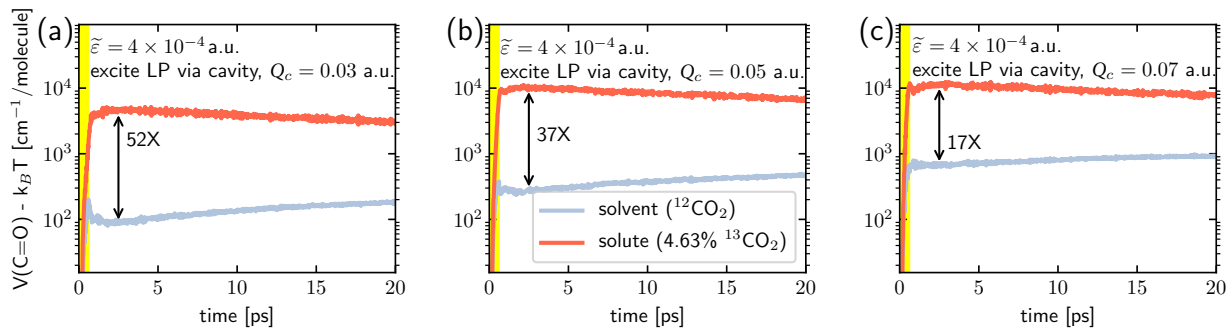 V(C=O) - k_BT [cm⁻¹/molecule]
(a)
ε̃ = 4 × 10⁻⁴ a.u.
excite LP via cavity, Q_c = 0.03 a.u.
10⁴
10³
10²
52X
0 5 10 15 20
time [ps]
(b)
ε̃ = 4 × 10⁻⁴ a.u.
excite LP via cavity, Q_c = 0.05 a.u.
10⁴
10³
10²
37X
solvent (¹²CO₂)
solute (4.63% ¹³CO₂)
0 5 10 15 20
time [ps]
(c)
ε̃ = 4 × 10⁻⁴ a.u.
excite LP via cavity, Q_c = 0.07 a.u.
10⁴
10³
10²
17X
0 5 10 15 20
time [ps]